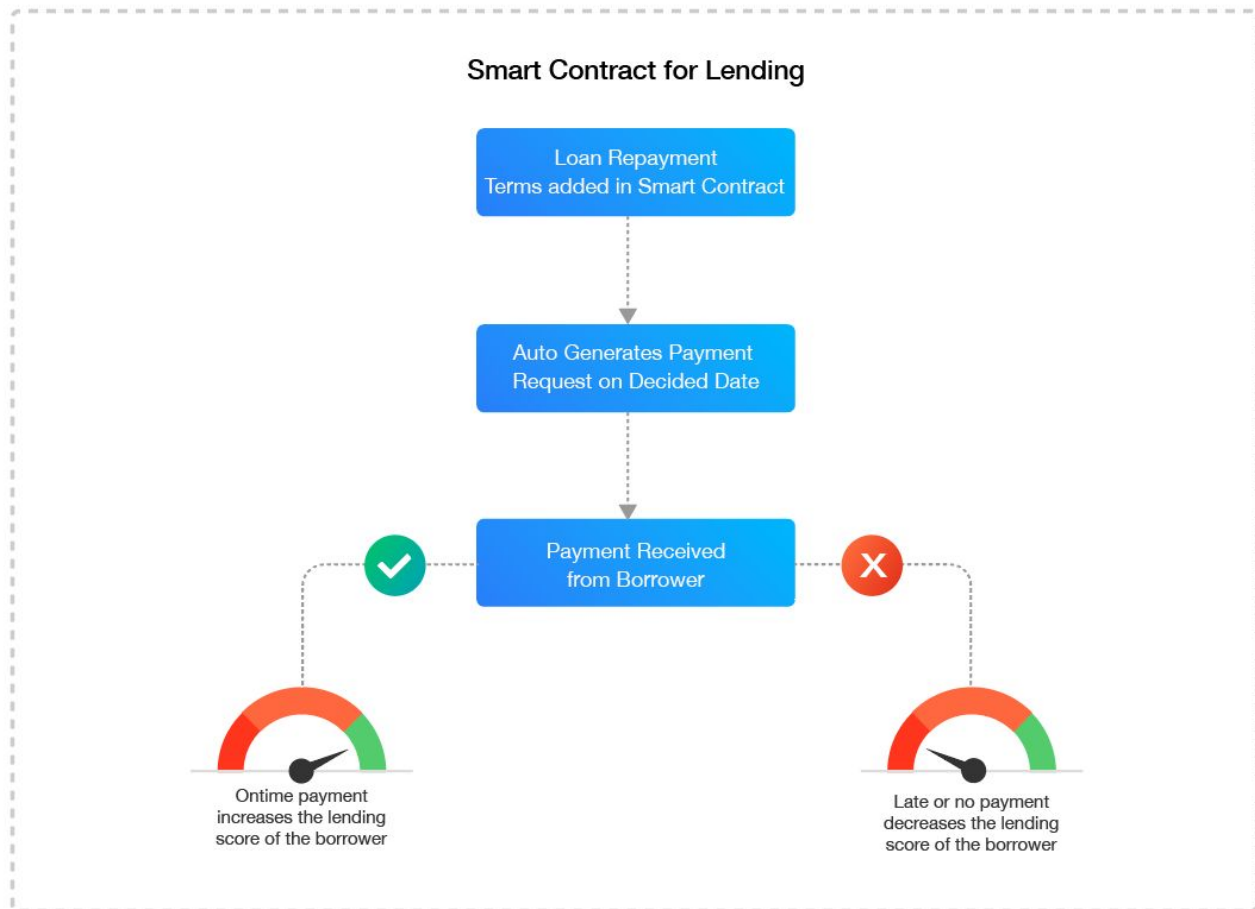 Smart Contract for Lending
Loan Repayment
Terms added in Smart Contract
Auto Generates Payment
Request on Decided Date
Payment Received
from Borrower
X
Ontime payment
increases the lending
score of the borrower
Late or no payment
decreases the lending
score of the borrower